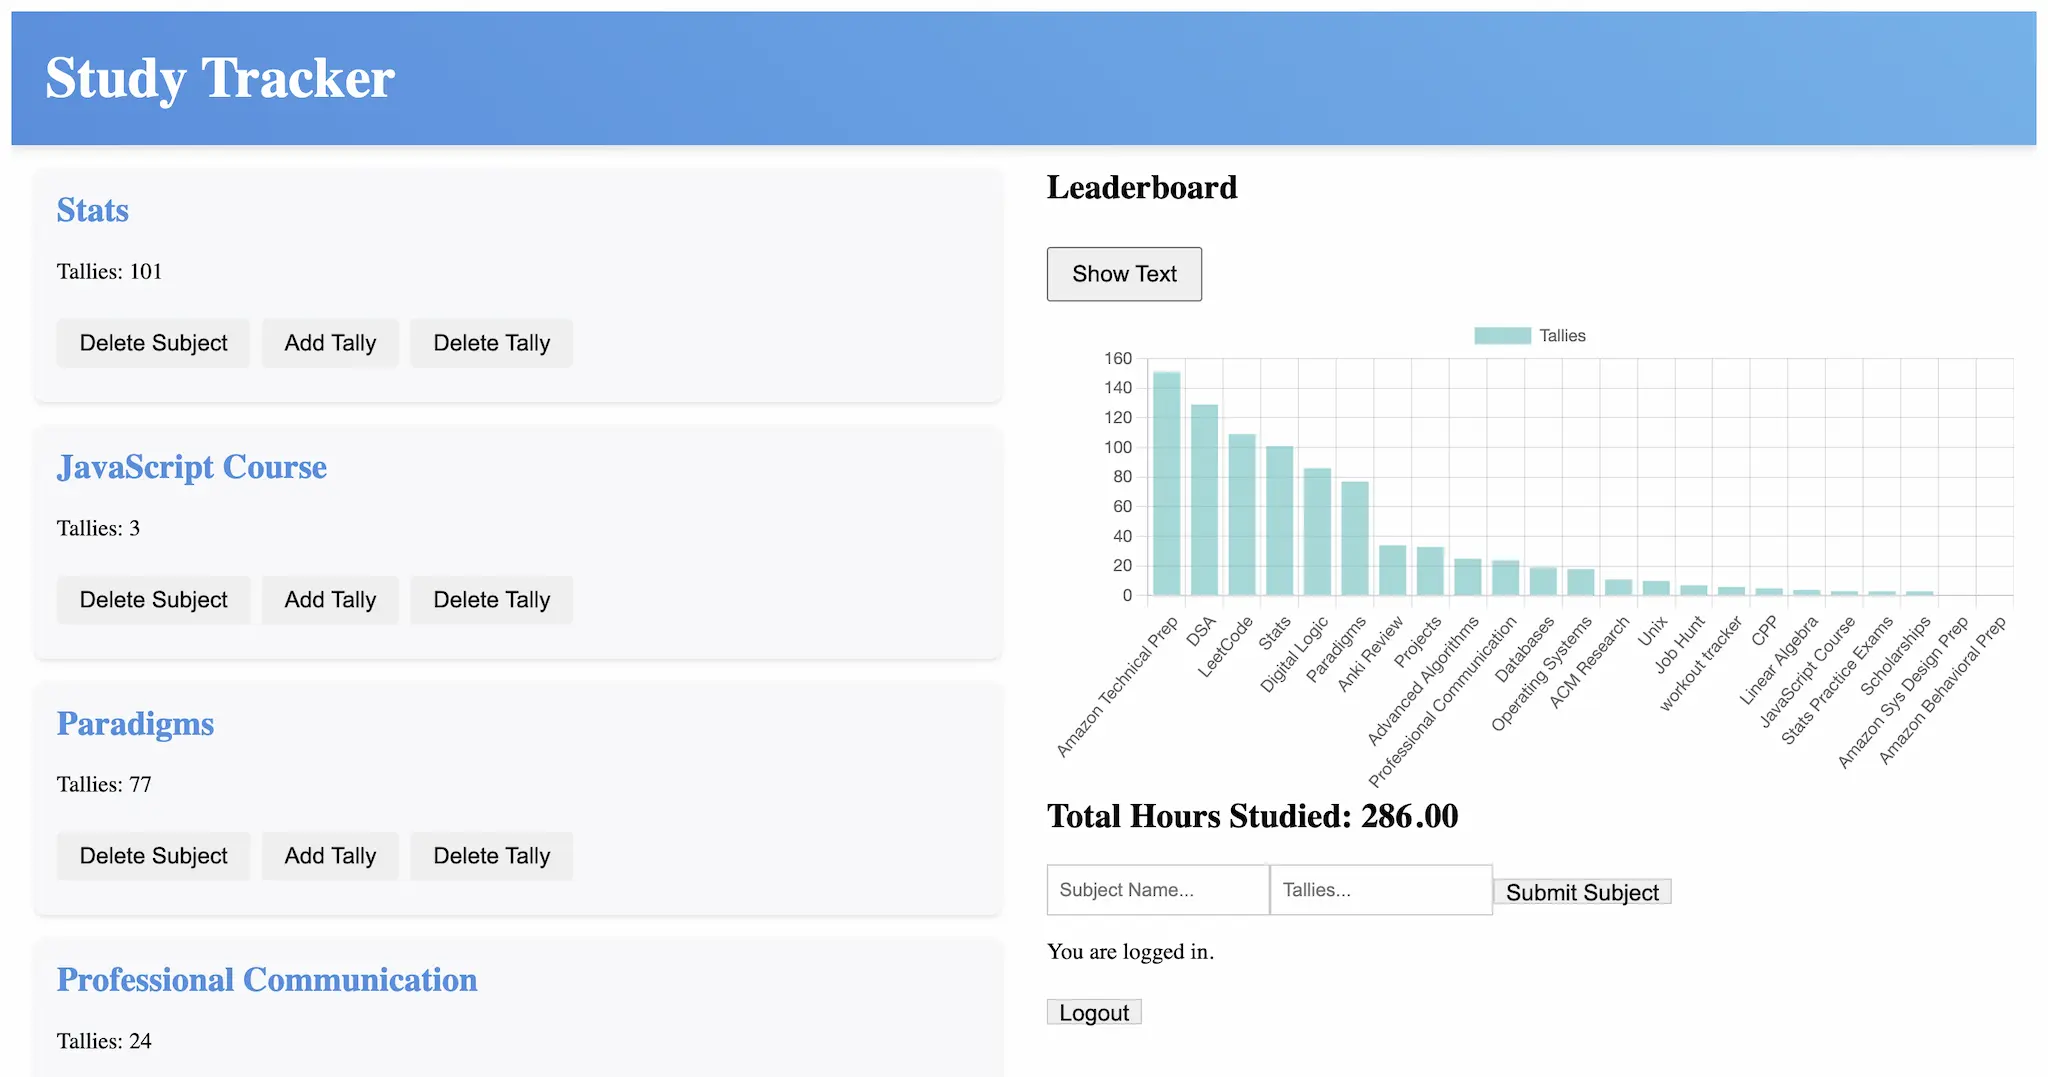 Study Tracker
Stats
Tallies: 101
Delete Subject Add Tally Delete Tally
JavaScript Course
Tallies: 3
Delete Subject Add Tally Delete Tally
Paradigms
Tallies: 77
Delete Subject Add Tally Delete Tally
Professional Communication
Tallies: 24
Leaderboard
Show Text
Tallies
160
140
120
100
80
60
40
20
0
Amazon Technical Prep
DSA
LeetCode
Stats
Digital Logic
Paradigms
Anki Review
Projects
Advanced Algorithms
Professional Communication
Databases
Operating Systems
ACM Research
Unix
Job Hunt
workout tracker
CPP
Linear Algebra
JavaScript Course
Stats Practice Exams
Scholarships
Amazon Sys Design Prep
Amazon Behavioral Prep
Total Hours Studied: 286.00
Subject Name... Tallies... Submit Subject
You are logged in.
Logout